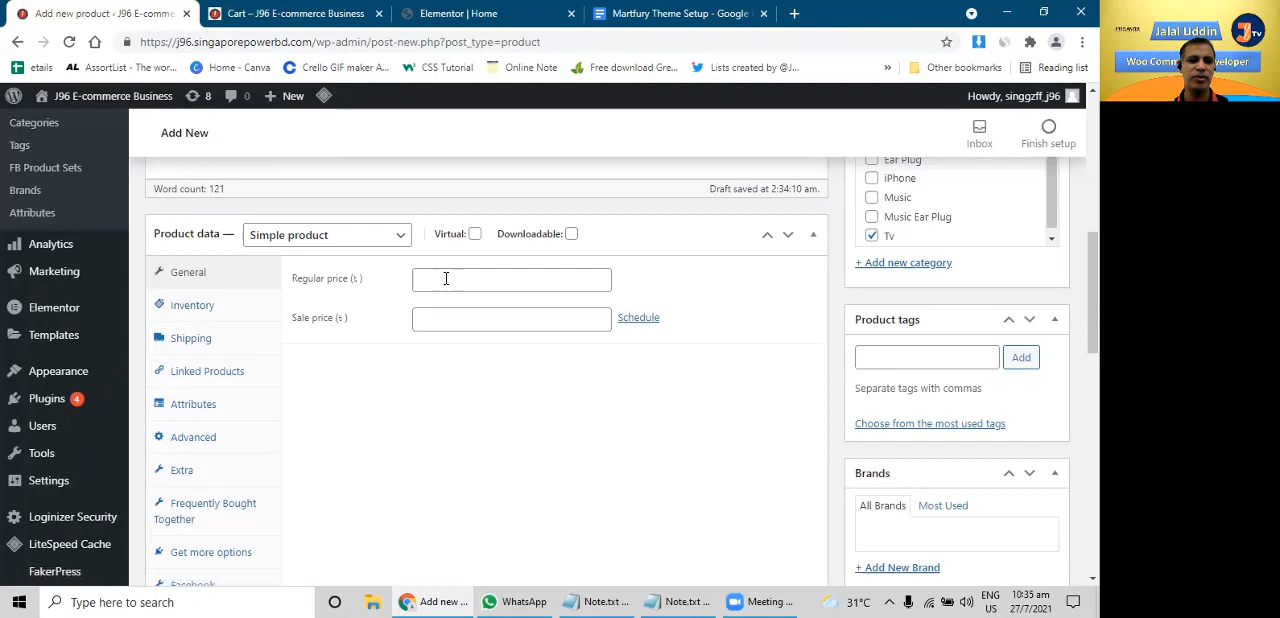 Add new product ‹ J96 E-commerce
Cart – J96 E-commerce Business
Elementor | Home
Martfury Theme Setup - Google
https://j96.singaporepowerbd.com/wp-admin/post-new.php?post_type=product
etails
AssortList - The wor...
Home - Canva
Crello GIF maker A...
CSS Tutorial
Online Note
Free download Gre...
Lists created by @J...
»
Other bookmarks
Reading list
Jalal Uddin
Tv
J96 E-commerce Business
8
0
New
Howdy, singgzff_j96
Categories
Tags
FB Product Sets
Brands
Attributes
Analytics
Marketing
Elementor
Templates
Appearance
Plugins 4
Users
Tools
Settings
Loginizer Security
LiteSpeed Cache
FakerPress
Add New
Inbox
Finish setup
Word count: 121
Draft saved at 2:34:10 am.
Product data —
Simple product
Virtual:
Downloadable:
General
Inventory
Shipping
Linked Products
Attributes
Advanced
Extra
Frequently Bought
Together
Get more options
Facebook
Regular price (৳ )
Sale price (৳ )
Schedule
Ear Plug
iPhone
Music
Music Ear Plug
Tv
+ Add new category
Product tags
Add
Separate tags with commas
Choose from the most used tags
Brands
All Brands
Most Used
+ Add New Brand
Type here to search
Add new ...
WhatsApp
Note.txt ...
Note.txt ...
Meeting ...
31°C
ENG
US
10:35 am
27/7/2021